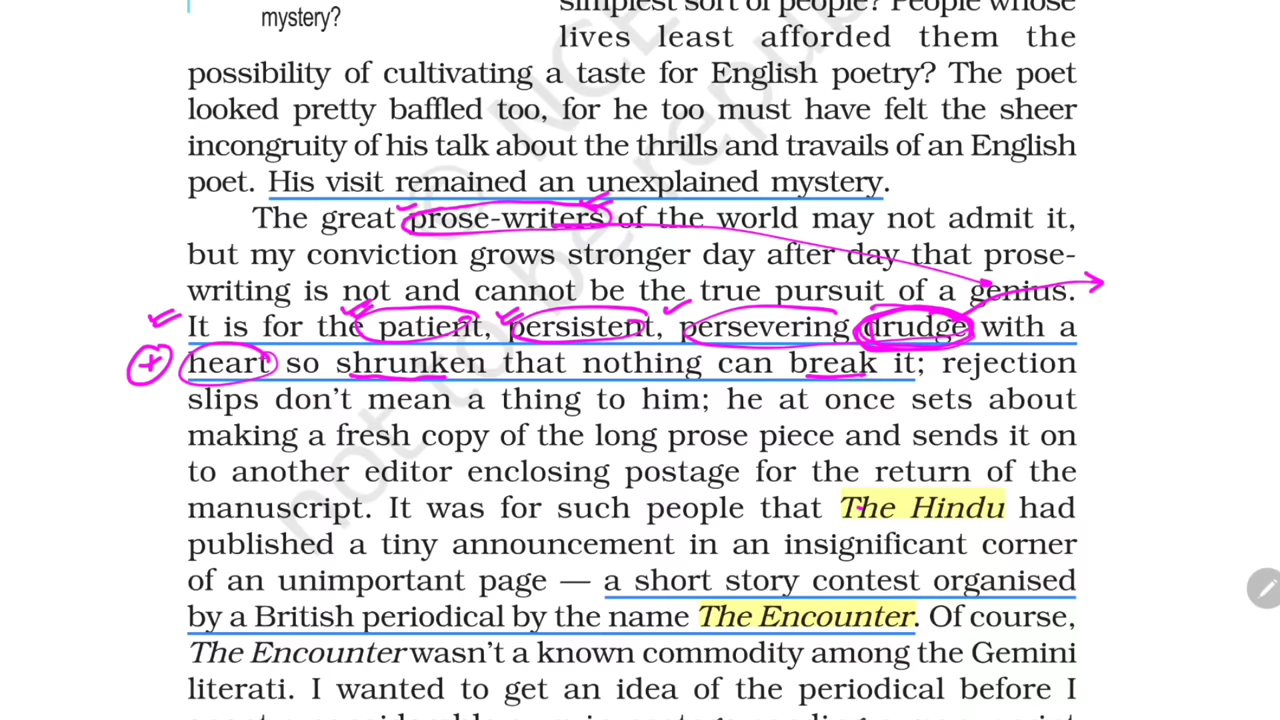 mystery?
simplest sort of people? People whose
lives least afforded them the
possibility of cultivating a taste for English poetry? The poet
looked pretty baffled too, for he too must have felt the sheer
incongruity of his talk about the thrills and travails of an English
poet. His visit remained an unexplained mystery.
The great prose-writers of the world may not admit it,
but my conviction grows stronger day after day that prose-
writing is not and cannot be the true pursuit of a genius.
It is for the patient, persistent, persevering drudge with a
heart so shrunken that nothing can break it; rejection
slips don't mean a thing to him; he at once sets about
making a fresh copy of the long prose piece and sends it on
to another editor enclosing postage for the return of the
manuscript. It was for such people that The Hindu had
published a tiny announcement in an insignificant corner
of an unimportant page — a short story contest organised
by a British periodical by the name The Encounter. Of course,
The Encounter wasn't a known commodity among the Gemini
literati. I wanted to get an idea of the periodical before I